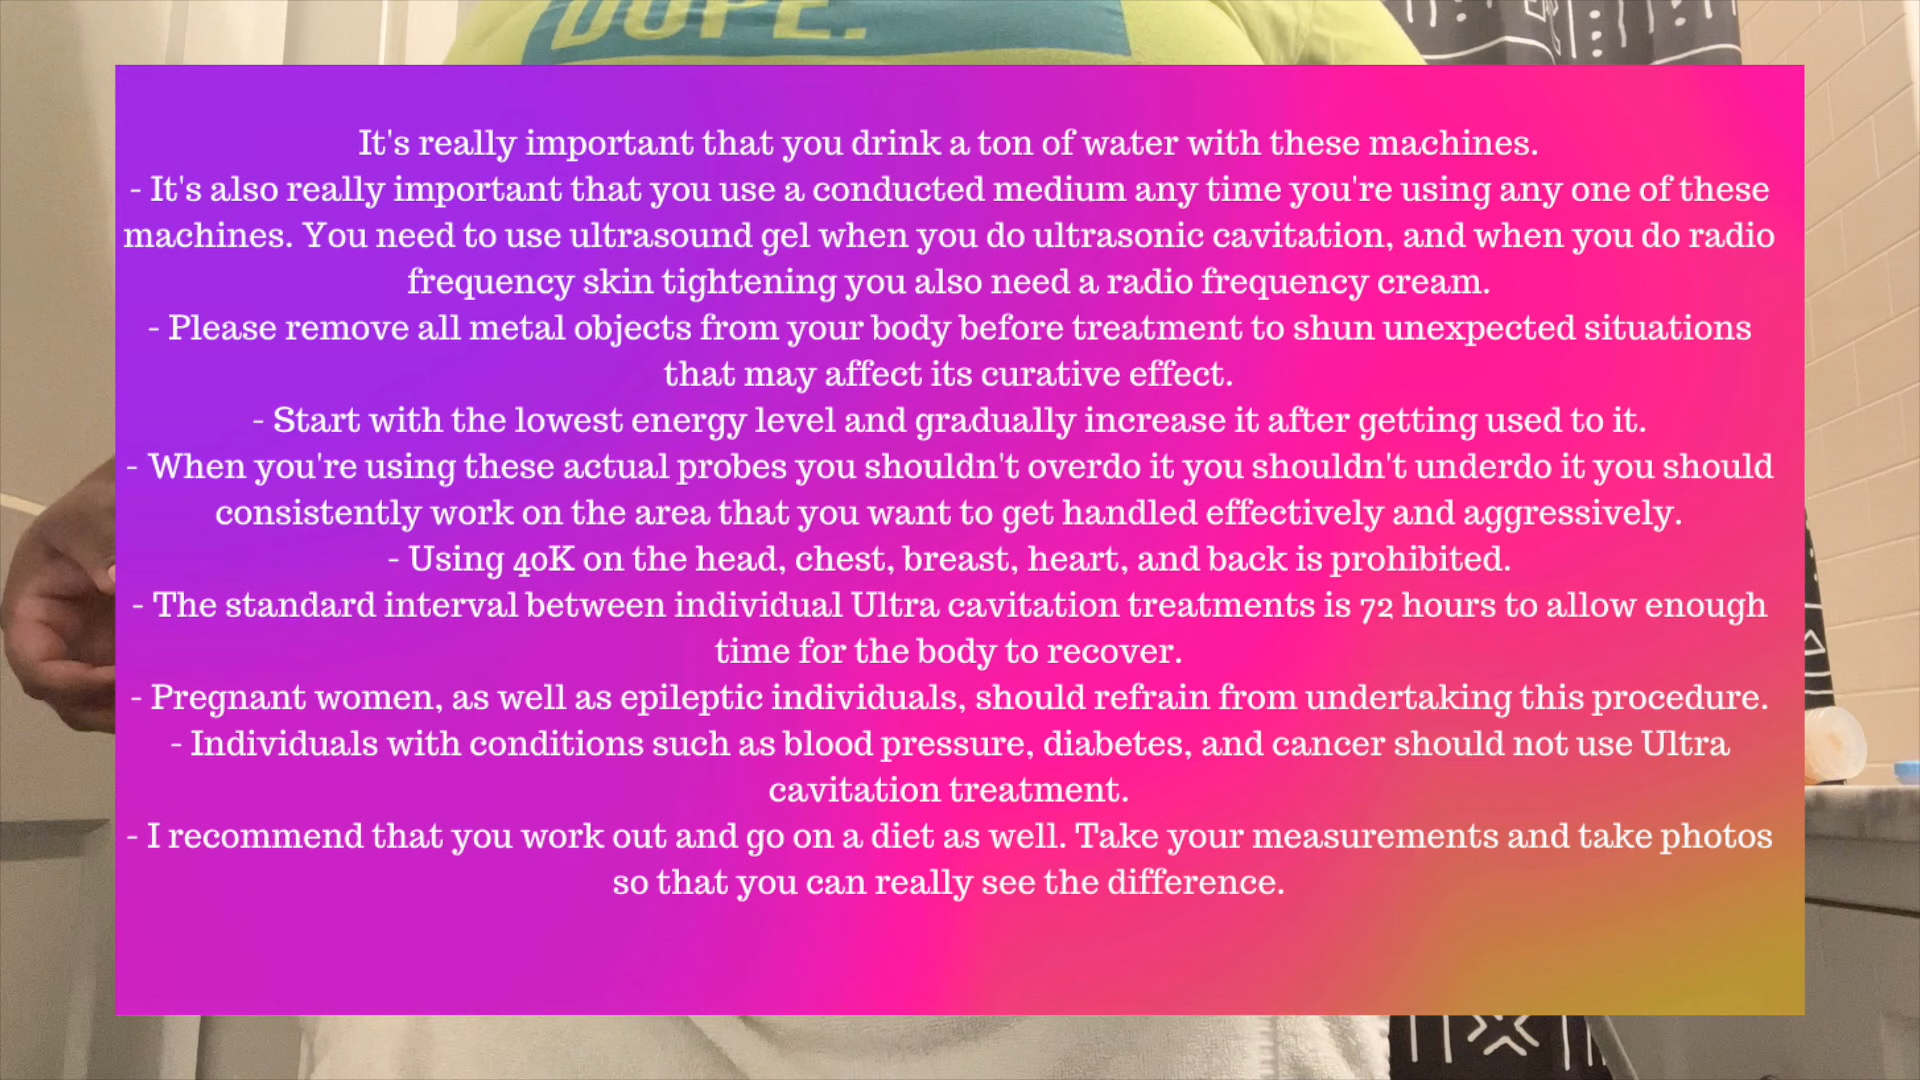 DOPE.
It's really important that you drink a ton of water with these machines.
- It's also really important that you use a conducted medium any time you're using any one of these
machines. You need to use ultrasound gel when you do ultrasonic cavitation, and when you do radio
frequency skin tightening you also need a radio frequency cream.
- Please remove all metal objects from your body before treatment to shun unexpected situations
that may affect its curative effect.
- Start with the lowest energy level and gradually increase it after getting used to it.
- When you're using these actual probes you shouldn't overdo it you shouldn't underdo it you should
consistently work on the area that you want to get handled effectively and aggressively.
- Using 40K on the head, chest, breast, heart, and back is prohibited.
- The standard interval between individual Ultra cavitation treatments is 72 hours to allow enough
time for the body to recover.
- Pregnant women, as well as epileptic individuals, should refrain from undertaking this procedure.
- Individuals with conditions such as blood pressure, diabetes, and cancer should not use Ultra
cavitation treatment.
- I recommend that you work out and go on a diet as well. Take your measurements and take photos
so that you can really see the difference.